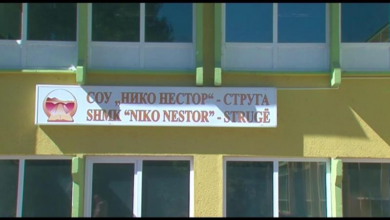 СОУ „НИКО НЕСТОР“ - СТРУГА
SHMK “NIKO NESTOR” - STRUGË